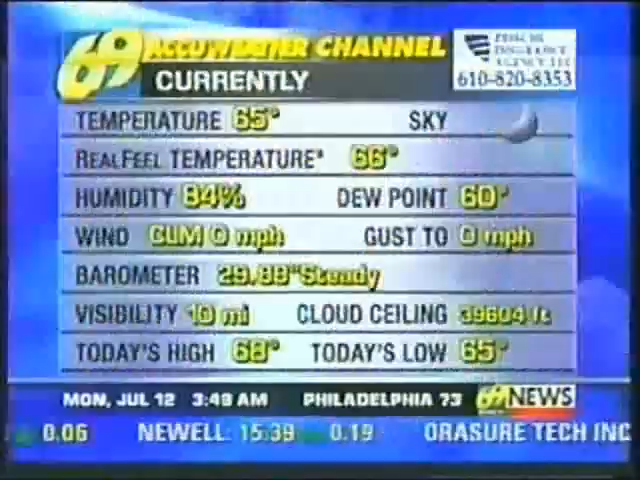 69 ACCUWEATHER CHANNEL
INSURANCE
AGENCY, LLC
610-820-8353
CURRENTLY
TEMPERATURE 65° SKY
REALFEEL TEMPERATURE® 66°
HUMIDITY 84% DEW POINT 60°
WIND CLM 0 mph GUST TO 0 mph
BAROMETER 29.88" Steady
VISIBILITY 10 mi CLOUD CEILING 39604 ft
TODAY'S HIGH 68° TODAY'S LOW 65°
MON, JUL 12 3:49 AM PHILADELPHIA 73 69 NEWS
0.06 NEWELL 15.39 0.19 ORASURE TECH INC